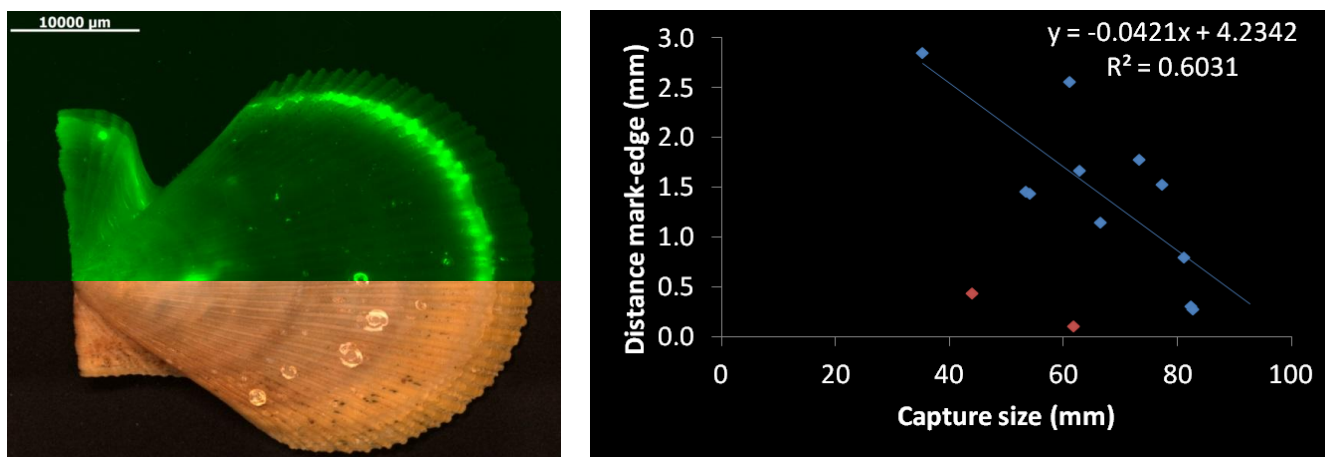 10000 µm
y = -0.0421x + 4.2342
R² = 0.6031
3.0
2.5
2.0
1.5
1.0
0.5
0.0
Distance mark-edge (mm)
0 20 40 60 80 100
Capture size (mm)